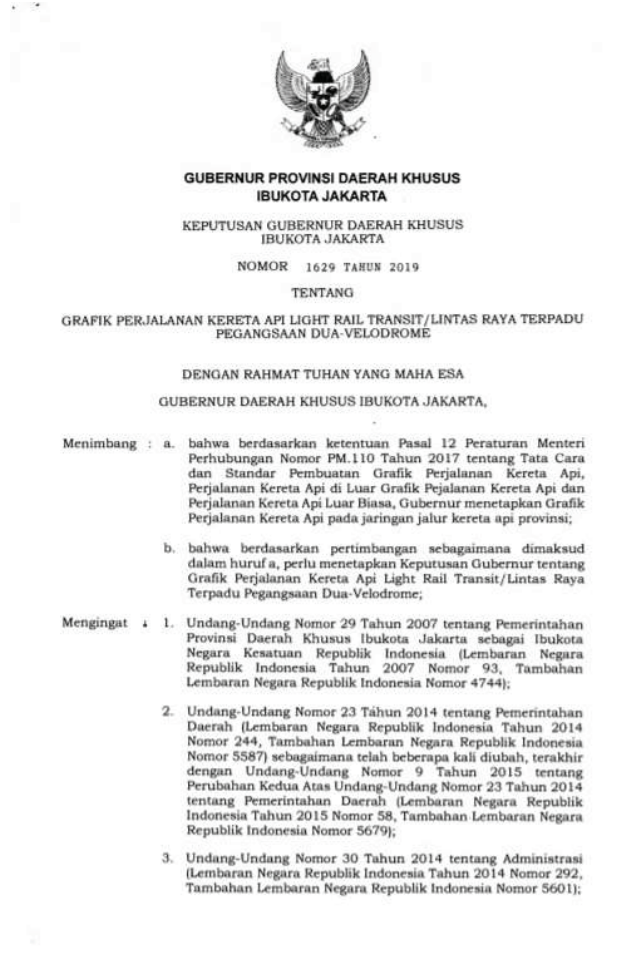 GUBERNUR PROVINSI DAERAH KHUSUS
IBUKOTA JAKARTA
KEPUTUSAN GUBERNUR DAERAH KHUSUS
IBUKOTA JAKARTA
NOMOR 1629 TAHUN 2019
TENTANG
GRAFIK PERJALANAN KERETA API LIGHT RAIL TRANSIT/LINTAS RAYA TERPADU
PEGANGSAAN DUA-VELODROME
DENGAN RAHMAT TUHAN YANG MAHA ESA
GUBERNUR DAERAH KHUSUS IBUKOTA JAKARTA,
Menimbang : a. bahwa berdasarkan ketentuan Pasal 12 Peraturan Menteri
Perhubungan Nomor PM.110 Tahun 2017 tentang Tata Cara
dan Standar Pembuatan Grafik Perjalanan Kereta Api,
Perjalanan Kereta Api di Luar Grafik Pejalanan Kereta Api dan
Perjalanan Kereta Api Luar Biasa, Gubernur menetapkan Grafik
Perjalanan Kereta Api pada jaringan jalur kereta api provinsi;
b. bahwa berdasarkan pertimbangan sebagaimana dimaksud
dalam huruf a, perlu menetapkan Keputusan Gubernur tentang
Grafik Perjalanan Kereta Api Light Rail Transit/Lintas Raya
Terpadu Pegangsaan Dua-Velodrome;
Mengingat : 1. Undang-Undang Nomor 29 Tahun 2007 tentang Pemerintahan
Provinsi Daerah Khusus Ibukota Jakarta sebagai Ibukota
Negara Kesatuan Republik Indonesia (Lembaran Negara
Republik Indonesia Tahun 2007 Nomor 93, Tambahan
Lembaran Negara Republik Indonesia Nomor 4744);
2. Undang-Undang Nomor 23 Tahun 2014 tentang Pemerintahan
Daerah (Lembaran Negara Republik Indonesia Tahun 2014
Nomor 244, Tambahan Lembaran Negara Republik Indonesia
Nomor 5587) sebagaimana telah beberapa kali diubah, terakhir
dengan Undang-Undang Nomor 9 Tahun 2015 tentang
Perubahan Kedua Atas Undang-Undang Nomor 23 Tahun 2014
tentang Pemerintahan Daerah (Lembaran Negara Republik
Indonesia Tahun 2015 Nomor 58, Tambahan Lembaran Negara
Republik Indonesia Nomor 5679);
3. Undang-Undang Nomor 30 Tahun 2014 tentang Administrasi
(Lembaran Negara Republik Indonesia Tahun 2014 Nomor 292,
Tambahan Lembaran Negara Republik Indonesia Nomor 5601);